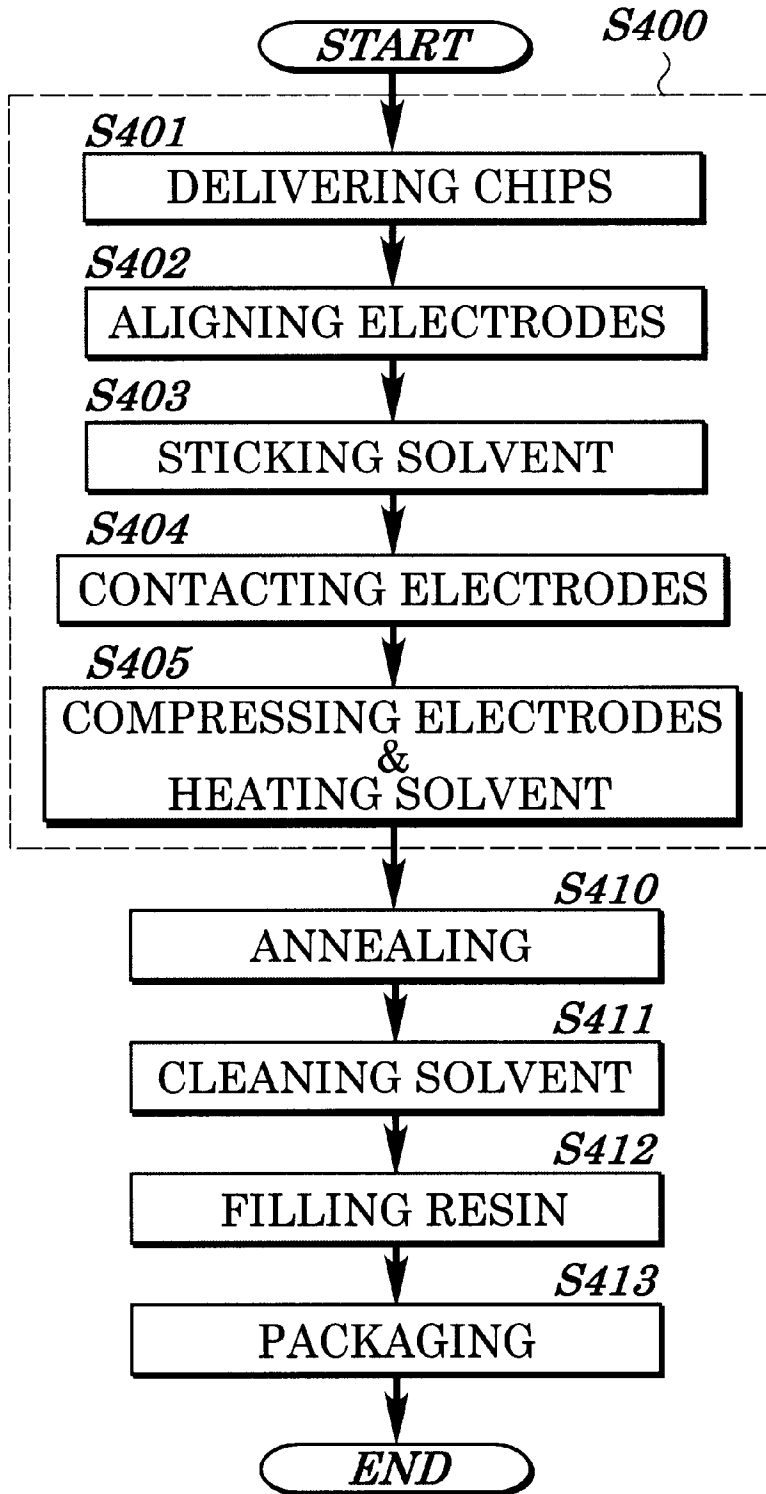 START
S400
S401
DELIVERING CHIPS
S402
ALIGNING ELECTRODES
S403
STICKING SOLVENT
S404
CONTACTING ELECTRODES
S405
COMPRESSING ELECTRODES
&
HEATING SOLVENT
S410
ANNEALING
S411
CLEANING SOLVENT
S412
FILLING RESIN
S413
PACKAGING
END